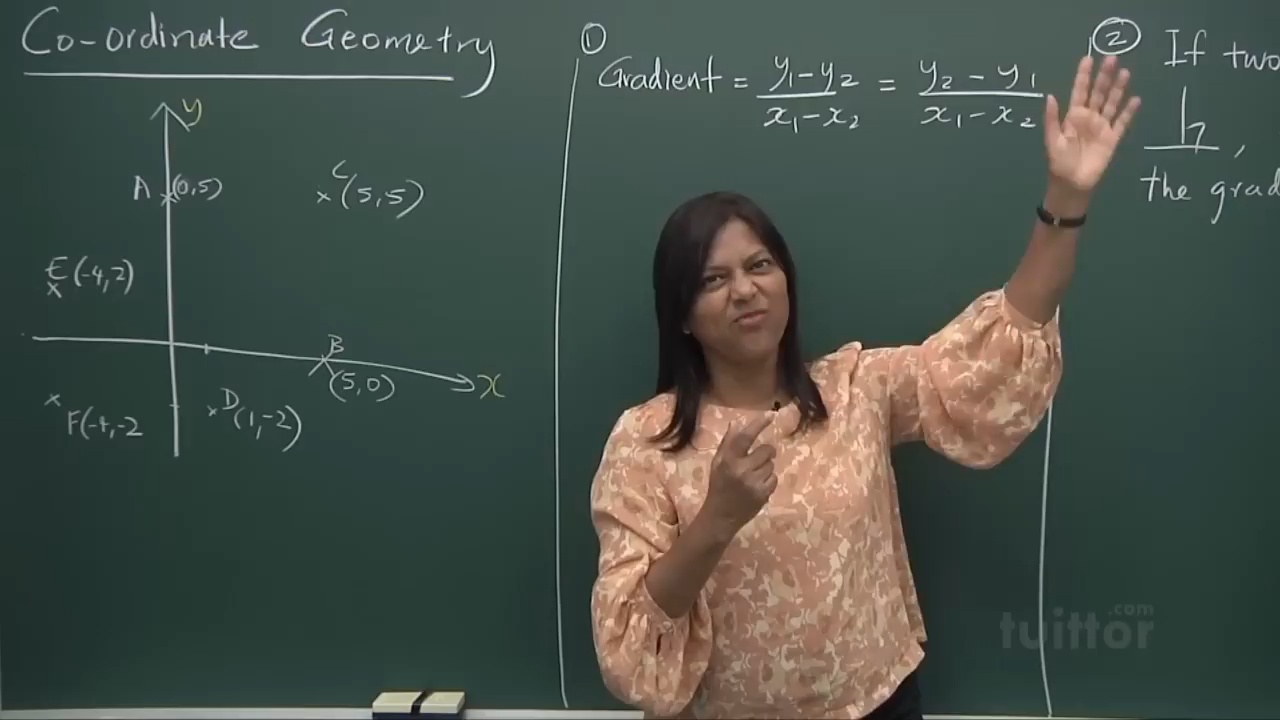 Co-ordinate Geometry
y
A (0,5)
C
(5,5)
E (-4,2)
B
(5,0)
x
D (1,-2)
F(-4,-2
①
Gradient = y₁-y₂ / x₁-x₂ = y₂-y₁ / x₁-x₂
② If two
h,
the grad
tuittor.com